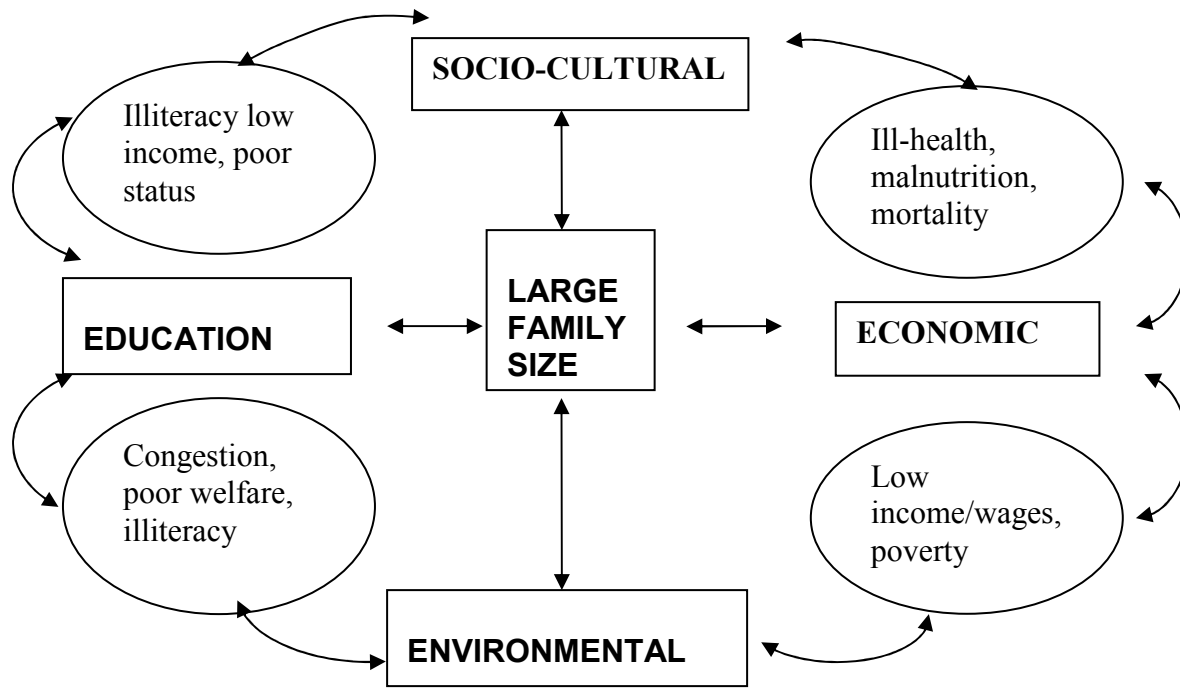 SOCIO-CULTURAL
Illiteracy low
income, poor
status
Ill-health,
malnutrition,
mortality
LARGE
FAMILY
SIZE
EDUCATION
ECONOMIC
Congestion,
poor welfare,
illiteracy
Low
income/wages,
poverty
ENVIRONMENTAL